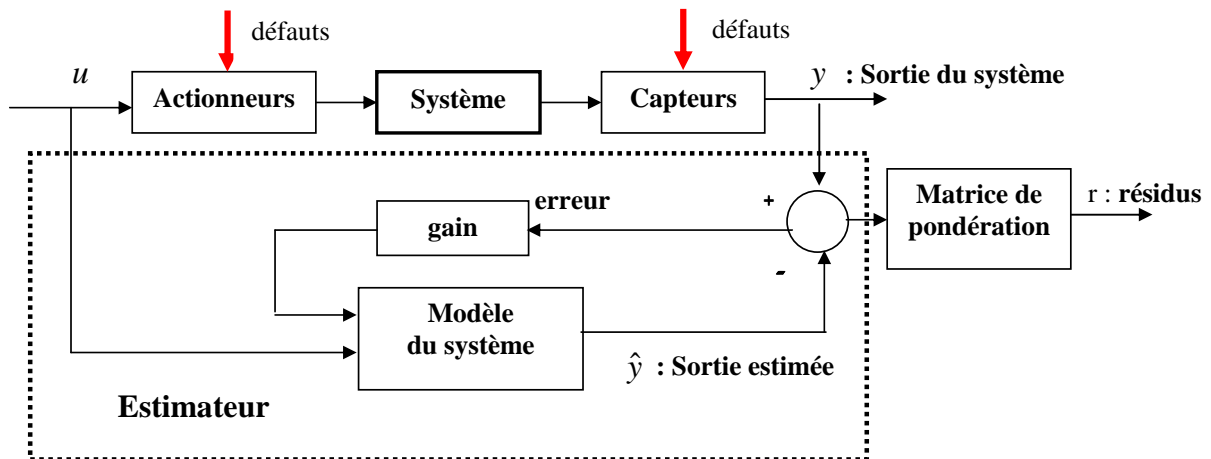 défauts
défauts
u
y : Sortie du système
Actionneurs
Système
Capteurs
Matrice de
pondération
r : résidus
+
erreur
gain
-
Modèle
du système
ŷ : Sortie estimée
Estimateur